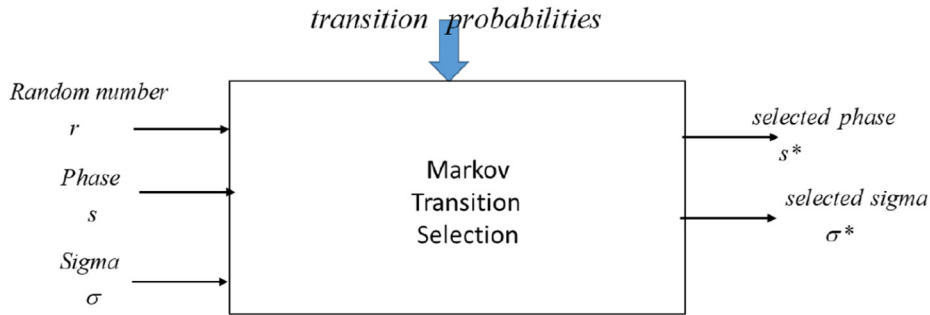 transition probabilities
Random number
r
Phase
s
Sigma
σ
Markov
Transition
Selection
selected phase
s*
selected sigma
σ*